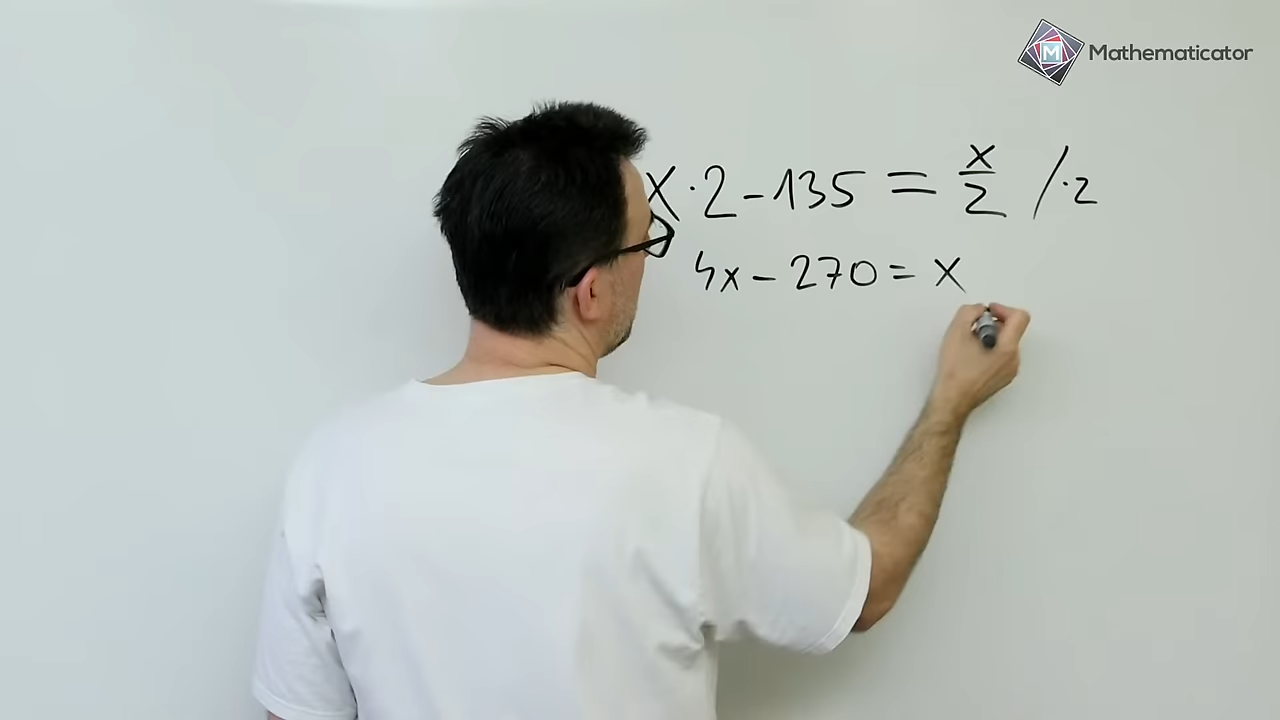 Mathematicator
x · 2 - 135 = x/2 / · 2
4x - 270 = x